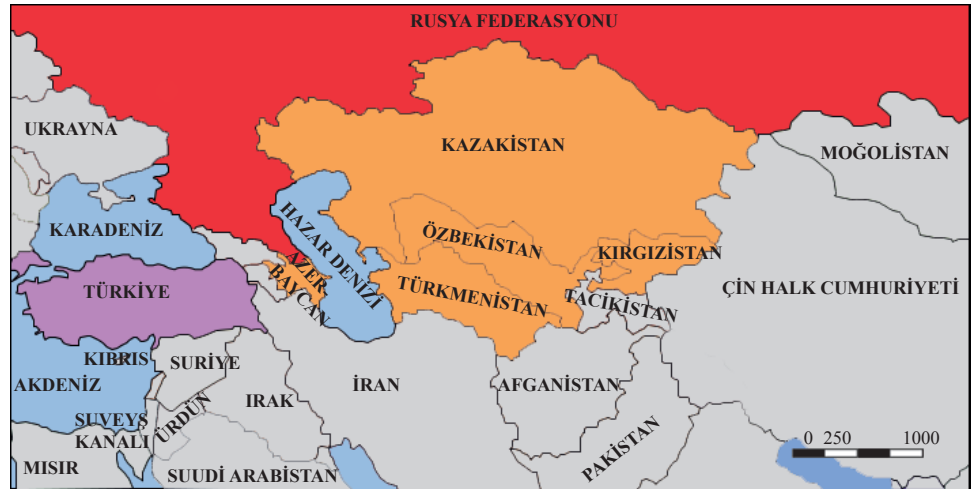 RUSYA FEDERASYONU
UKRAYNA
KAZAKİSTAN
MOĞOLİSTAN
KARADENİZ
HAZAR DENİZİ
ÖZBEKİSTAN
KIRGIZİSTAN
AZER
BAYCAN
TÜRKİYE
TÜRKMENİSTAN
TACİKİSTAN
ÇİN HALK CUMHURİYETİ
KIBRIS
SURİYE
AKDENİZ
İRAN
AFGANİSTAN
IRAK
SUVEYŞ
KANALI
ÜRDÜN
PAKİSTAN
0 250 1000
MISIR
SUUDİ ARABİSTAN